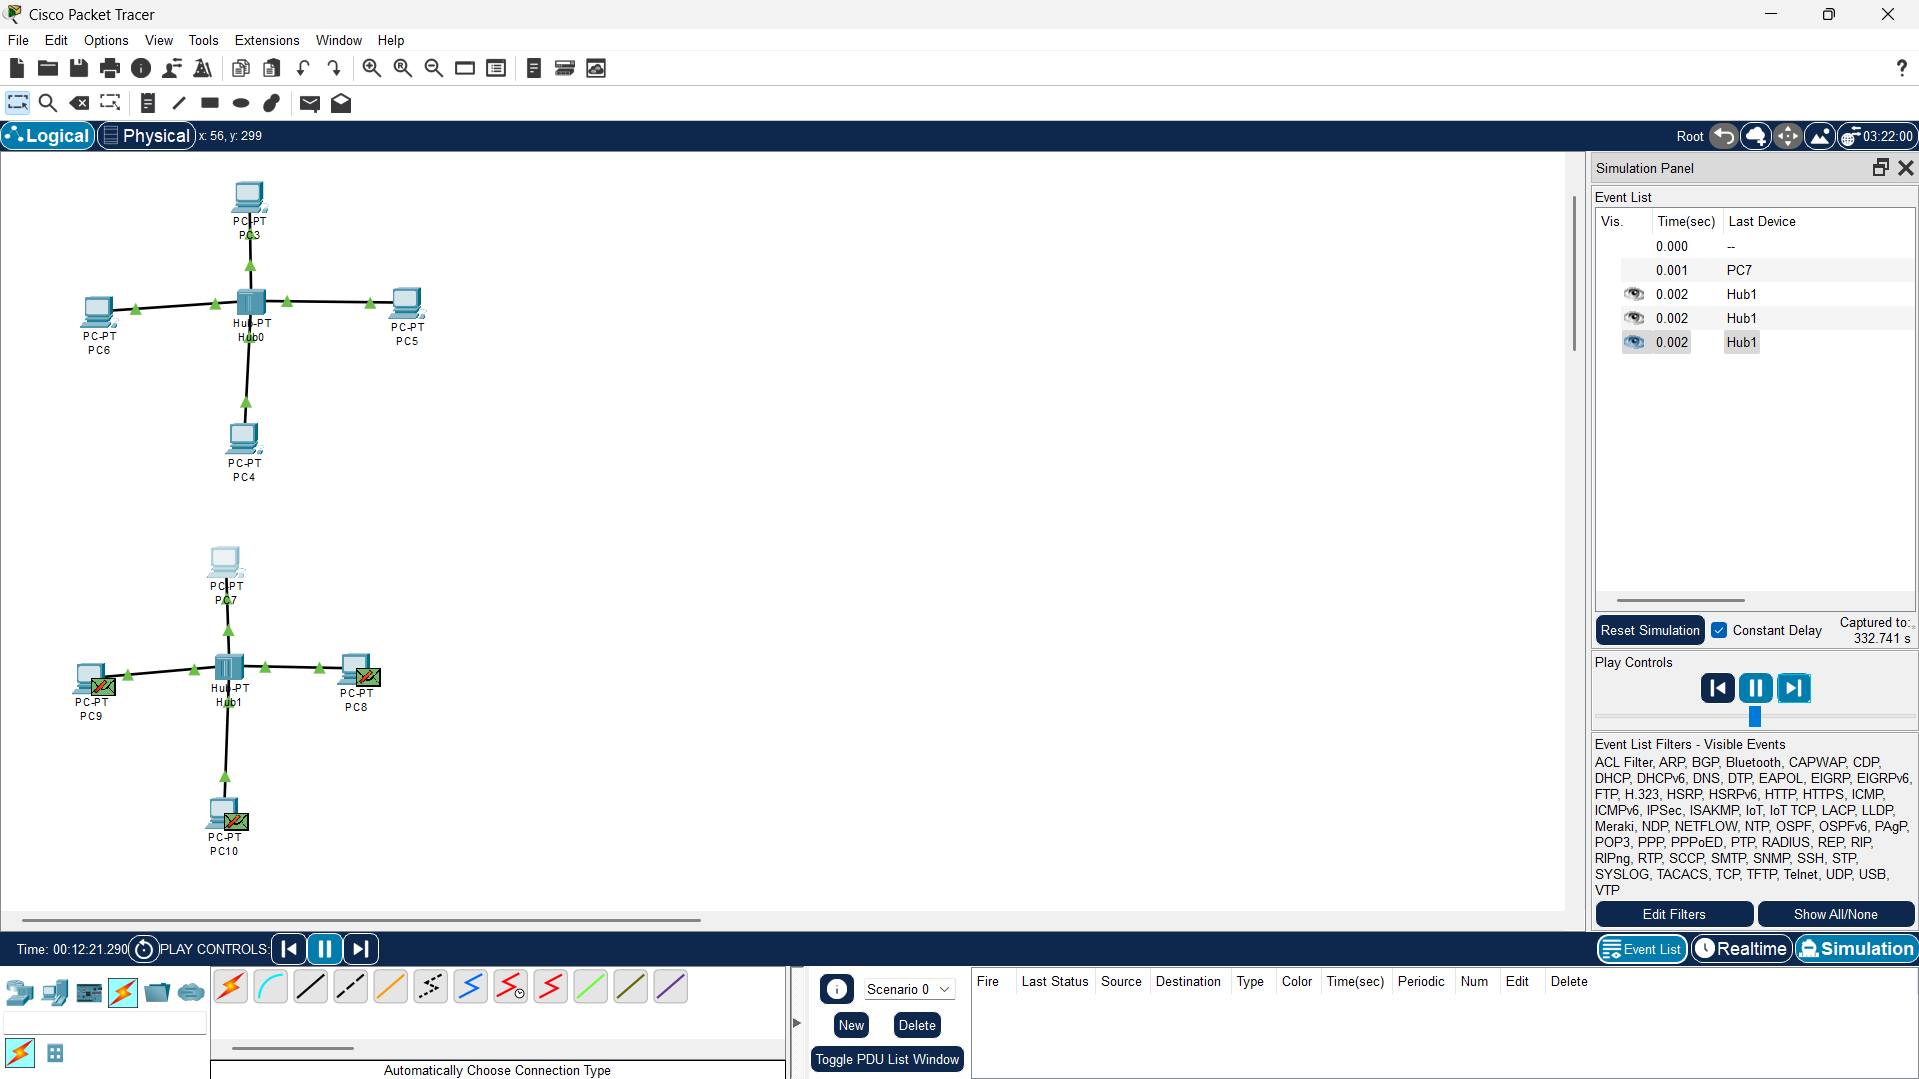 Cisco Packet Tracer
File Edit Options View Tools Extensions Window Help
?
Logical Physical x: 56, y: 299 Root 03:22:00
PC-PT
PC3
PC-PT
PC6
Hub-PT
Hub0
PC-PT
PC5
PC-PT
PC4
PC-PT
PC7
PC-PT
PC9
Hub-PT
Hub1
PC-PT
PC8
PC-PT
PC10
Simulation Panel
Event List
Vis. Time(sec) Last Device
0.000 --
0.001 PC7
0.002 Hub1
0.002 Hub1
0.002 Hub1
Reset Simulation Constant Delay Captured to:
332.741 s
Play Controls
Event List Filters - Visible Events
ACL Filter, ARP, BGP, Bluetooth, CAPWAP, CDP,
DHCP, DHCPv6, DNS, DTP, EAPOL, EIGRP, EIGRPv6,
FTP, H.323, HSRP, HSRPv6, HTTP, HTTPS, ICMP,
ICMPv6, IPSec, ISAKMP, IoT, IoT TCP, LACP, LLDP,
Meraki, NDP, NETFLOW, NTP, OSPF, OSPFv6, PAgP,
POP3, PPP, PPPoED, PTP, RADIUS, REP, RIP,
RIPng, RTP, SCCP, SMTP, SNMP, SSH, STP,
SYSLOG, TACACS, TCP, TFTP, Telnet, UDP, USB,
VTP
Edit Filters Show All/None
Time: 00:12:21.290 PLAY CONTROLS: Event List Realtime Simulation
Scenario 0
New Delete
Toggle PDU List Window
Fire Last Status Source Destination Type Color Time(sec) Periodic Num Edit Delete
Automatically Choose Connection Type